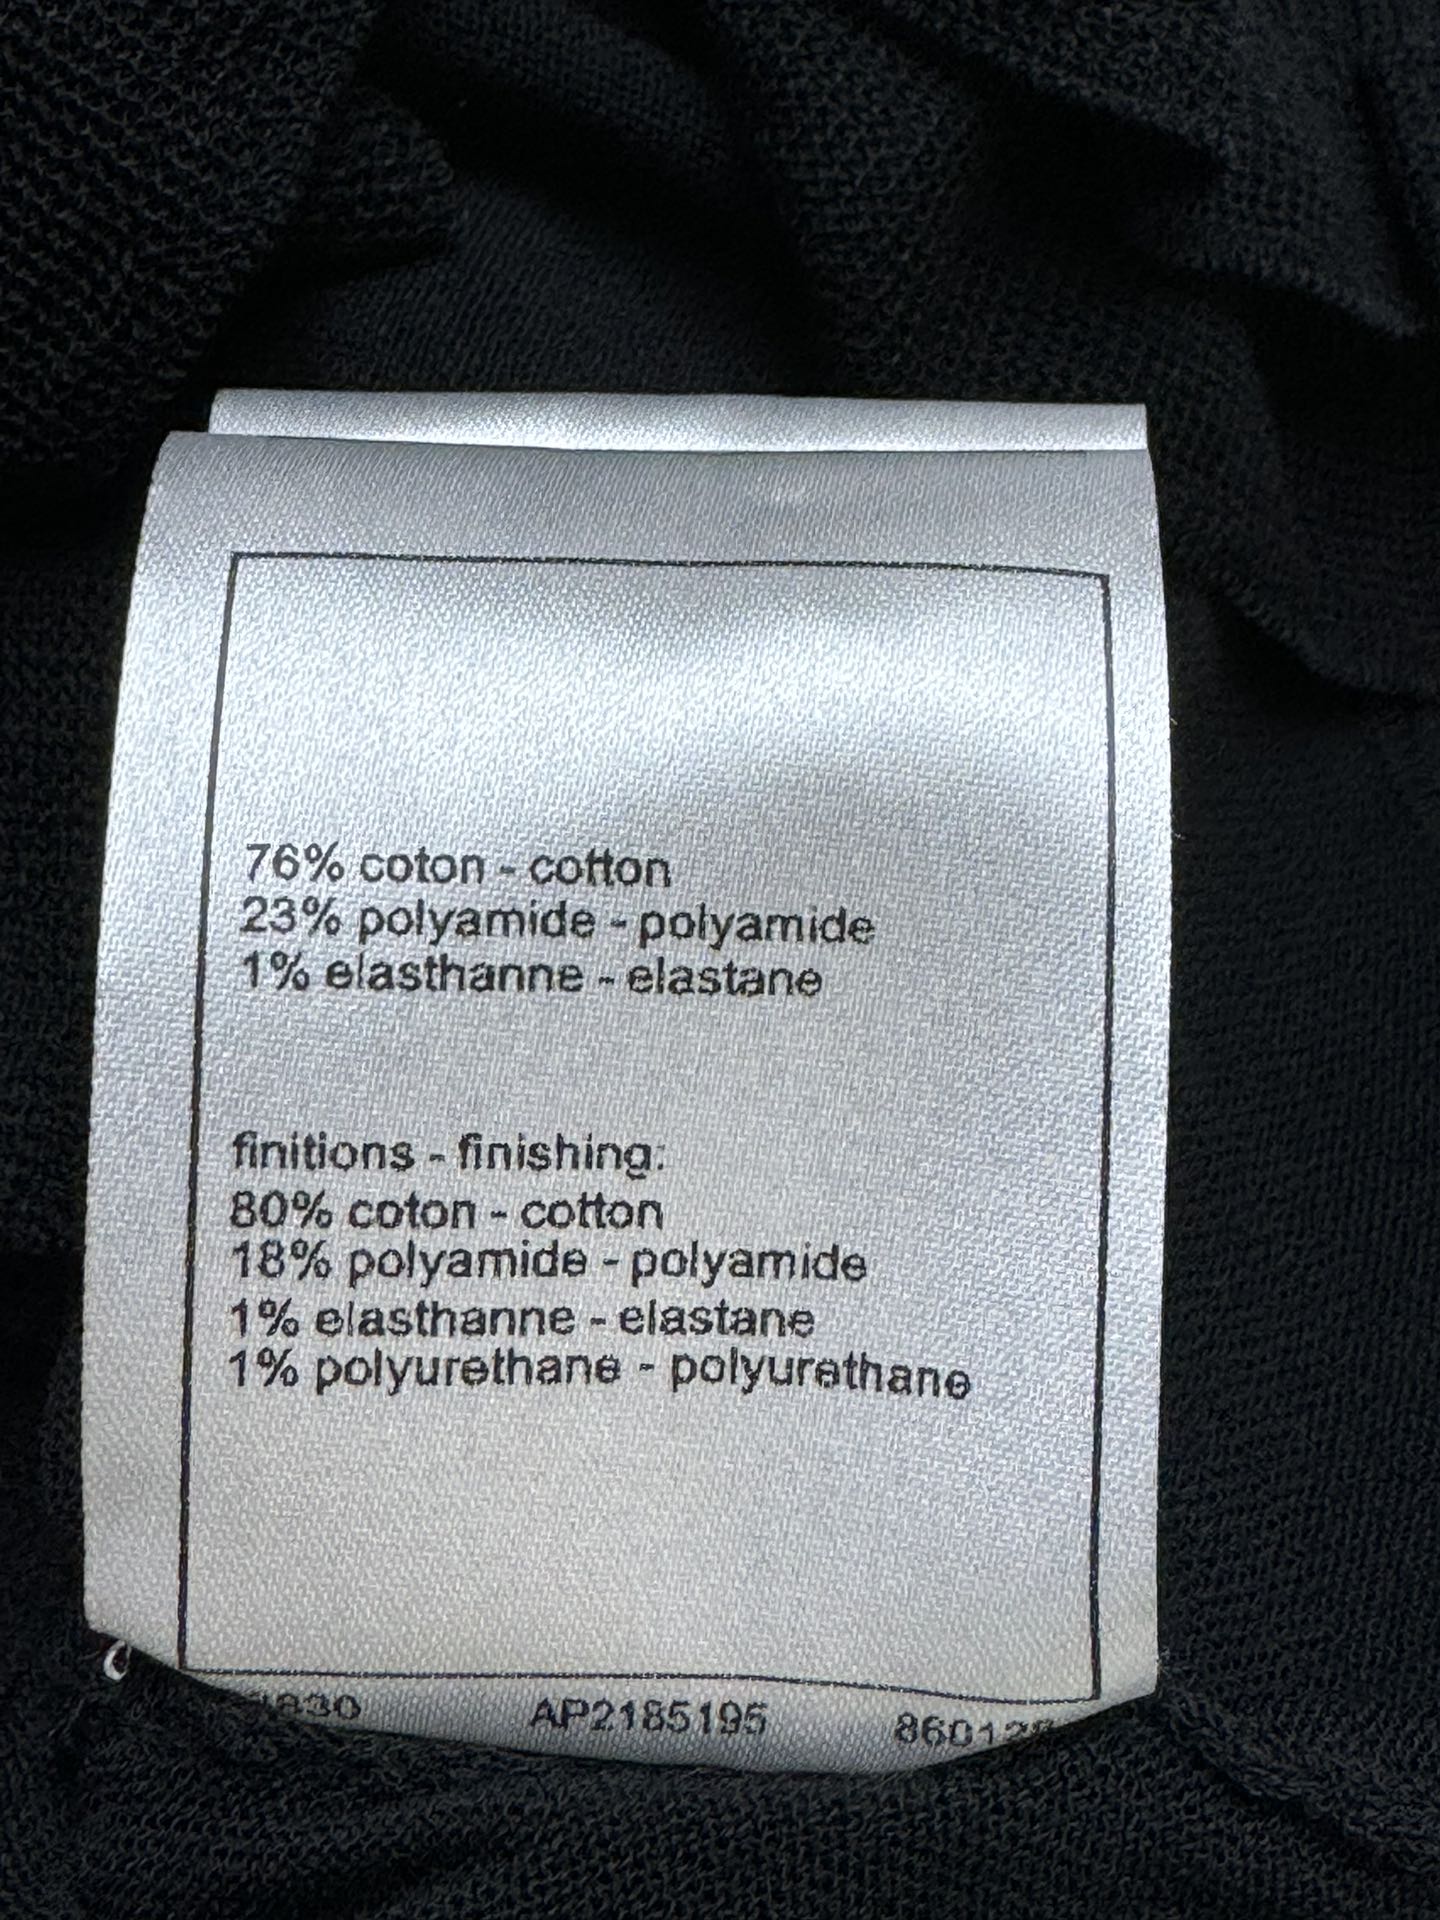 76% coton - cotton
23% polyamide - polyamide
1% elasthanne - elastane
finitions - finishing:
80% coton - cotton
18% polyamide - polyamide
1% elasthanne - elastane
1% polyurethane - polyurethane
AP2185195